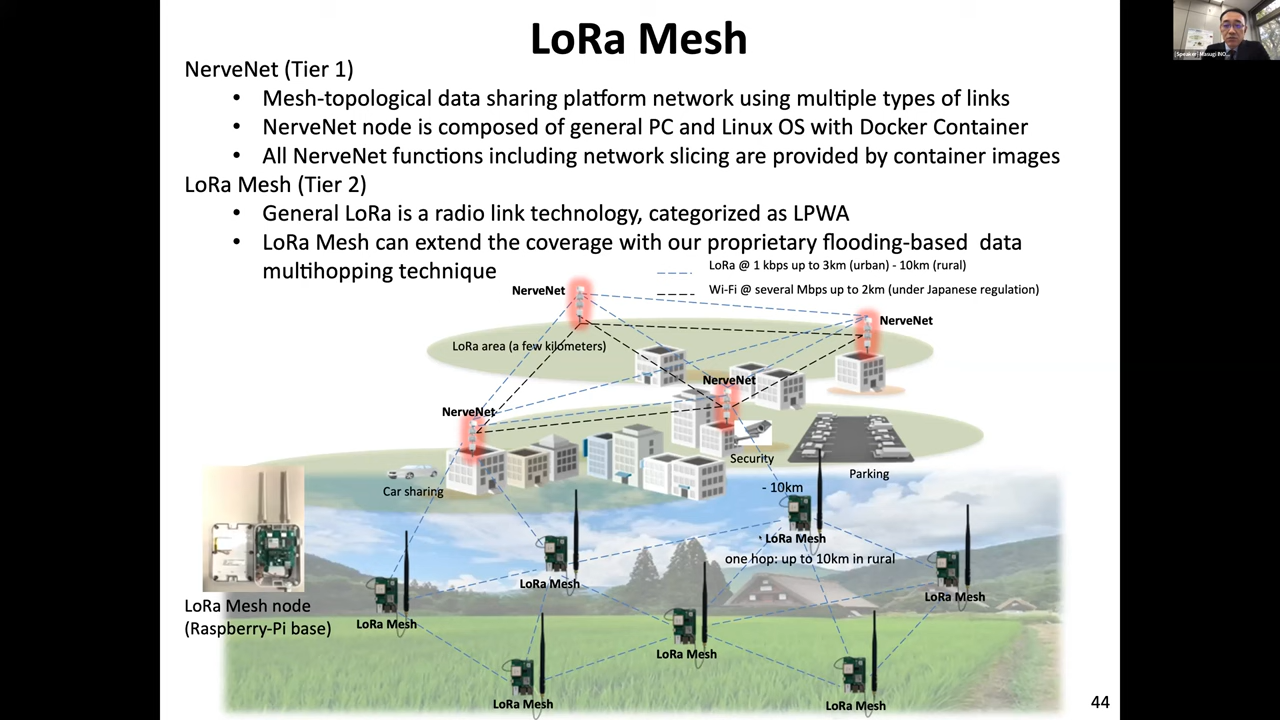 LoRa Mesh
NerveNet (Tier 1)
• Mesh-topological data sharing platform network using multiple types of links
• NerveNet node is composed of general PC and Linux OS with Docker Container
• All NerveNet functions including network slicing are provided by container images
LoRa Mesh (Tier 2)
• General LoRa is a radio link technology, categorized as LPWA
• LoRa Mesh can extend the coverage with our proprietary flooding-based data
multihopping technique
LoRa @ 1 kbps up to 3km (urban) - 10km (rural)
Wi-Fi @ several Mbps up to 2km (under Japanese regulation)
NerveNet
NerveNet
LoRa area (a few kilometers)
NerveNet
NerveNet
Security
Parking
Car sharing
- 10km
LoRa Mesh
one hop: up to 10km in rural
LoRa Mesh
LoRa Mesh
LoRa Mesh node
(Raspberry-Pi base)
LoRa Mesh
LoRa Mesh
LoRa Mesh
LoRa Mesh
44